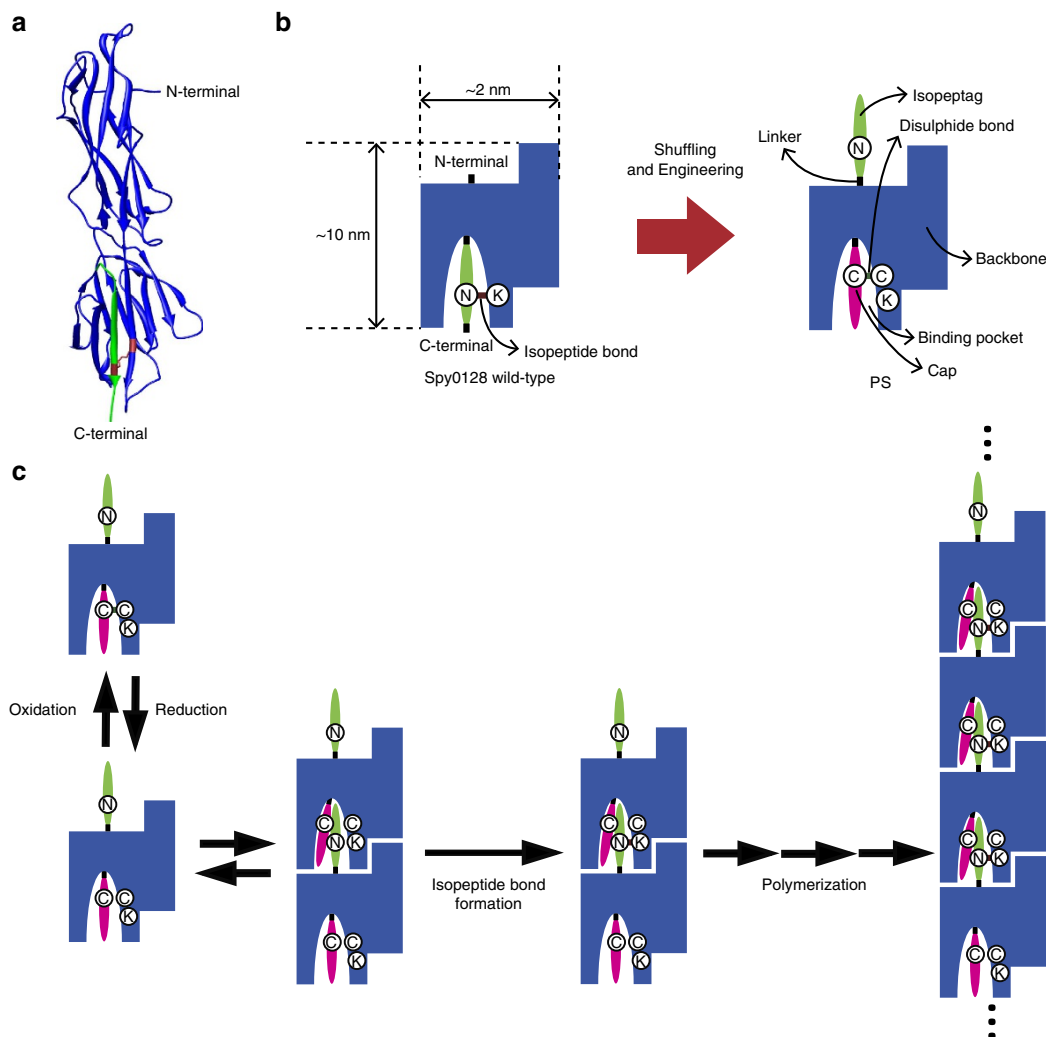 a
N-terminal
C-terminal
b
~2 nm
~10 nm
N-terminal
N
K
C-terminal
Isopeptide bond
Spy0128 wild-type
Shuffling
and Engineering
Isopeptag
Disulphide bond
Linker
N
Backbone
C
C
K
Binding pocket
Cap
PS
c
N
C
C
K
Oxidation
Reduction
N
C
C
K
N
C
C
N
K
C
C
K
Isopeptide bond
formation
N
C
C
N
K
C
C
K
Polymerization
N
C
C
N
K
C
C
N
K
C
C
N
K
C
C
K